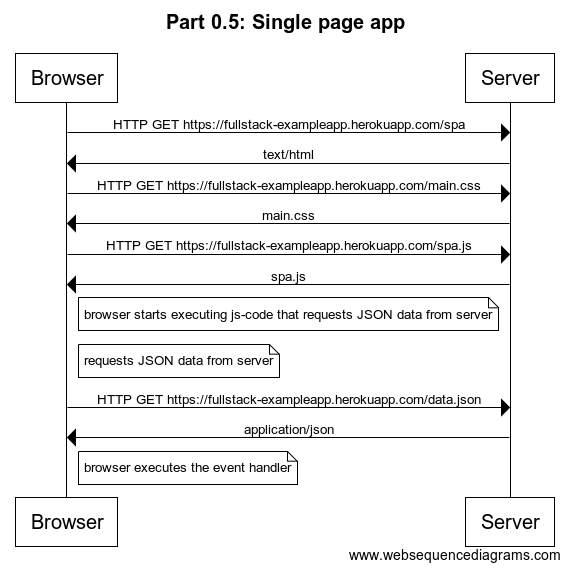 Part 0.5: Single page app
Browser
Server
HTTP GET https://fullstack-exampleapp.herokuapp.com/spa
text/html
HTTP GET https://fullstack-exampleapp.herokuapp.com/main.css
main.css
HTTP GET https://fullstack-exampleapp.herokuapp.com/spa.js
spa.js
browser starts executing js-code that requests JSON data from server
requests JSON data from server
HTTP GET https://fullstack-exampleapp.herokuapp.com/data.json
application/json
browser executes the event handler
Browser
Server
www.websequencediagrams.com